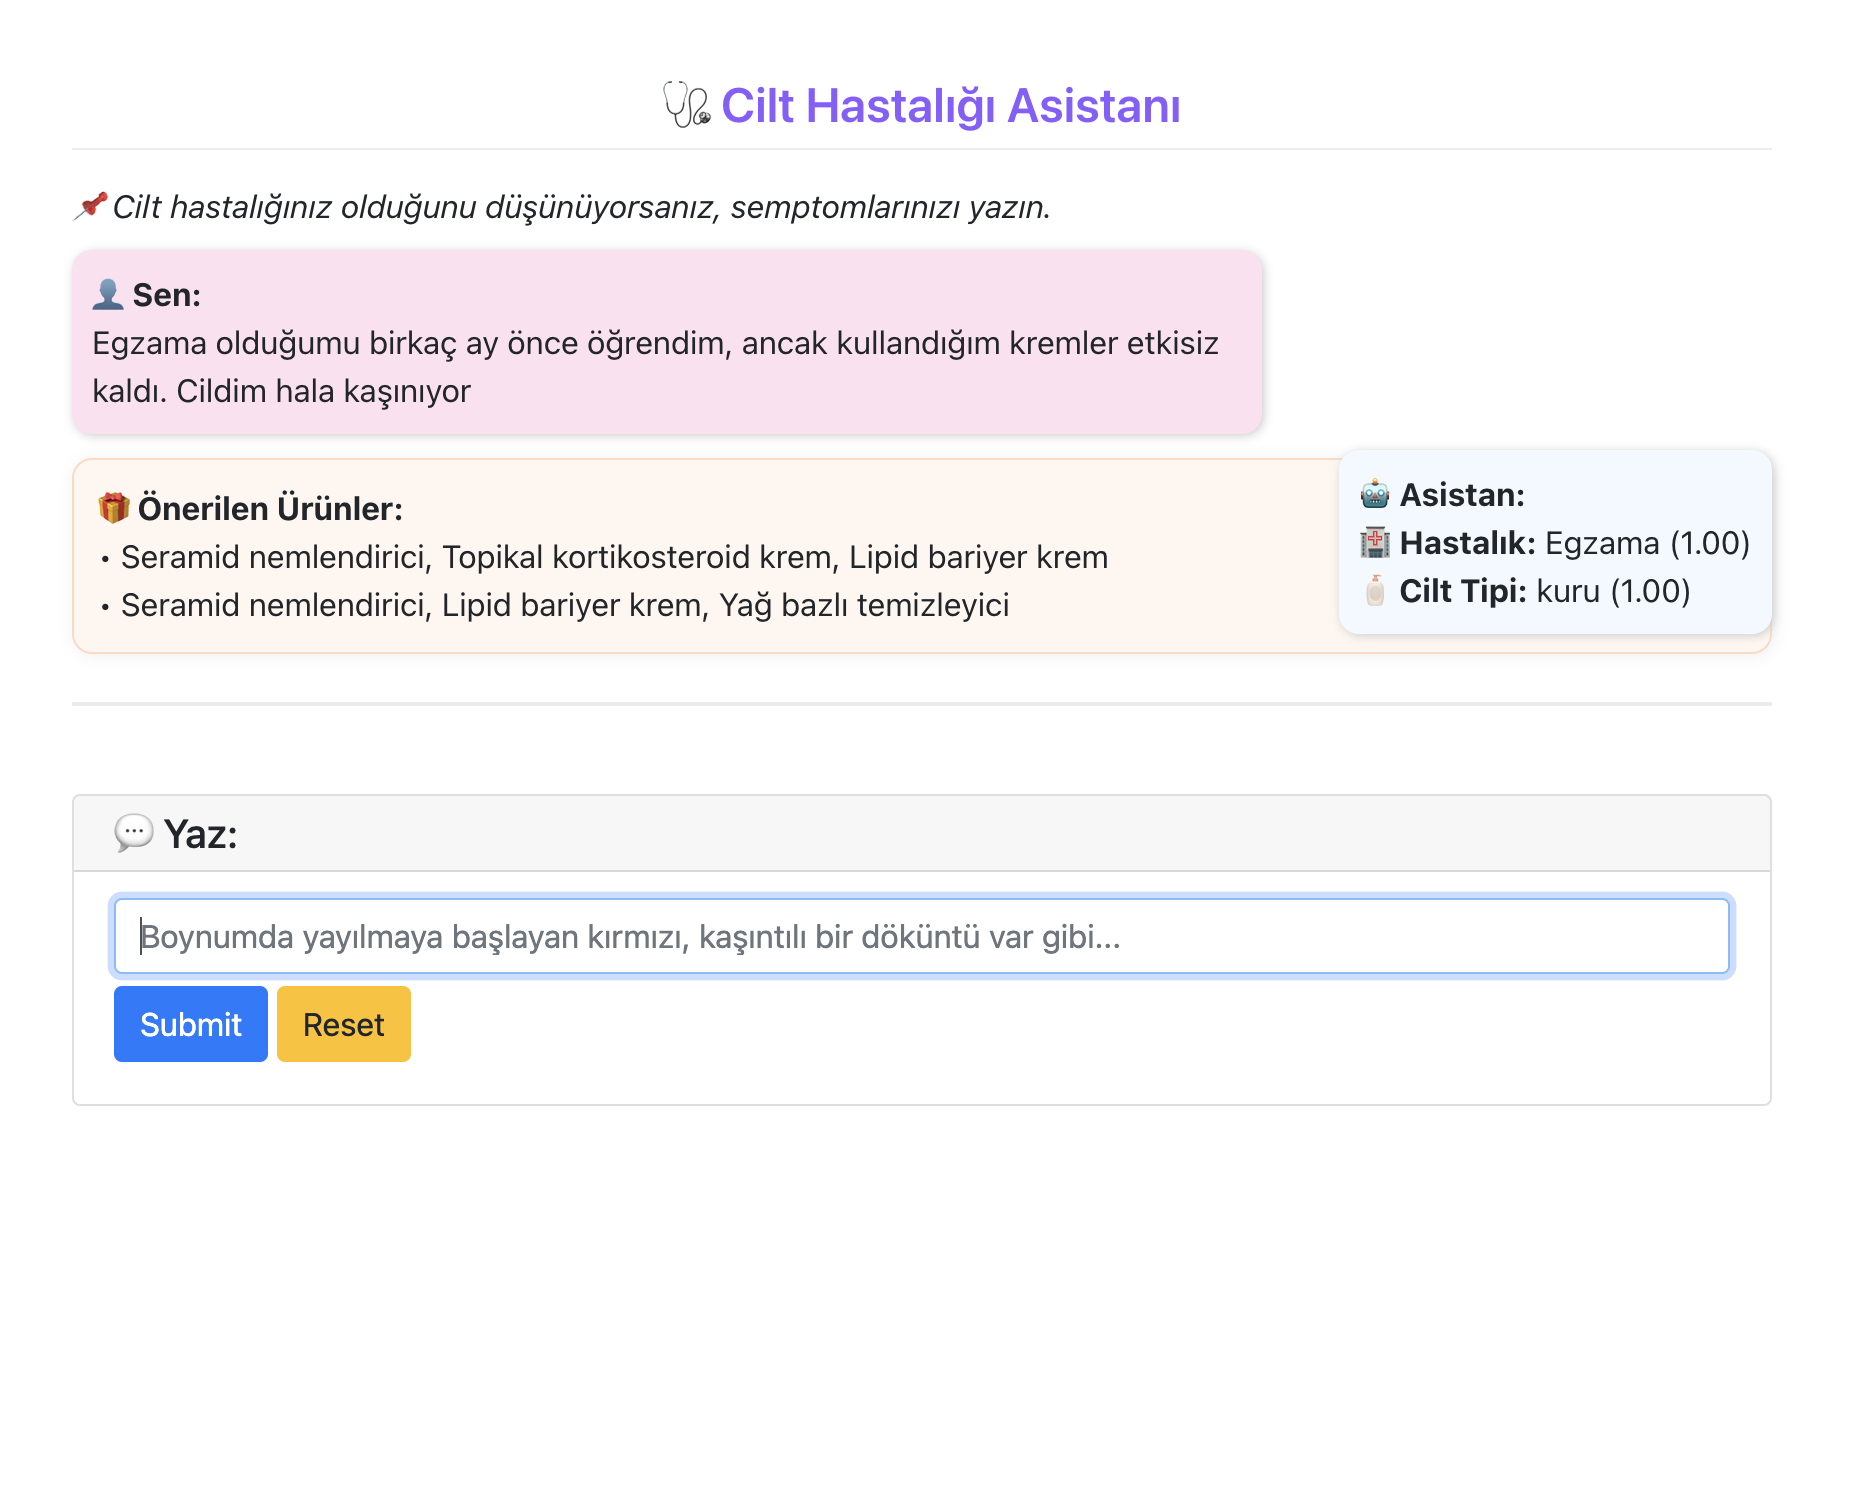 Cilt Hastalığı Asistanı
Cilt hastalığınız olduğunu düşünüyorsanız, semptomlarınızı yazın.
Sen:
Egzama olduğumu birkaç ay önce öğrendim, ancak kullandığım kremler etkisiz
kaldı. Cildim hala kaşınıyor
Önerilen Ürünler:
• Seramid nemlendirici, Topikal kortikosteroid krem, Lipid bariyer krem
• Seramid nemlendirici, Lipid bariyer krem, Yağ bazlı temizleyici
Asistan:
Hastalık: Egzama (1.00)
Cilt Tipi: kuru (1.00)
Yaz:
Boynumda yayılmaya başlayan kırmızı, kaşıntılı bir döküntü var gibi...
Submit
Reset